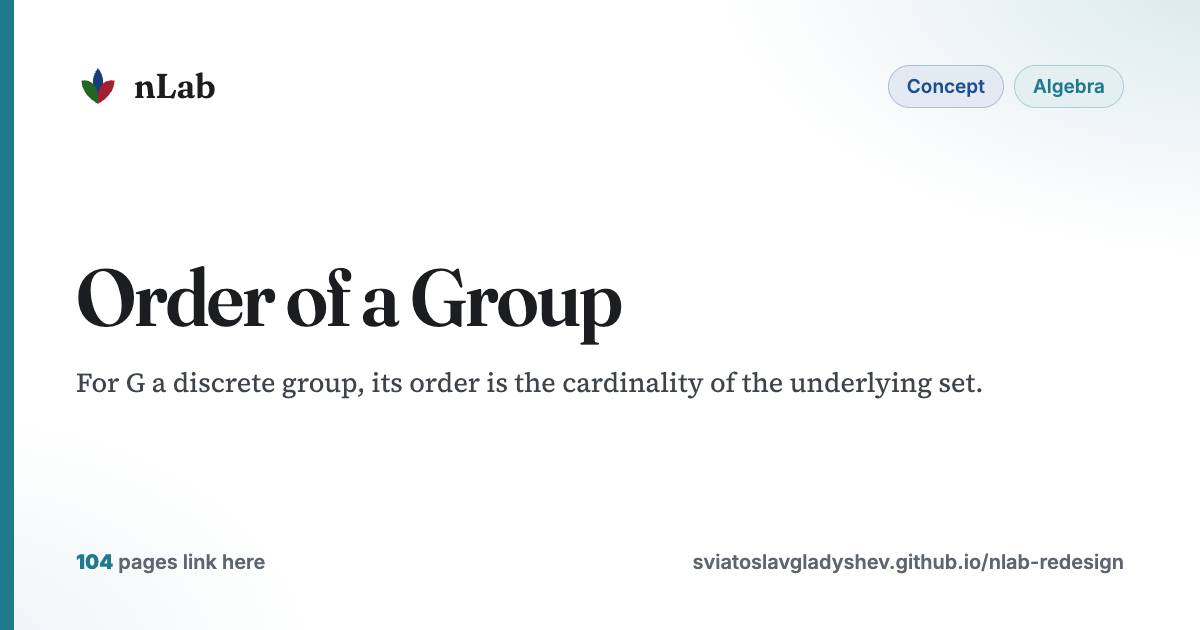 nLab
Concept
Algebra
Order of a Group
For G a discrete group, its order is the cardinality of the underlying set.
104 pages link here
sviatoslavgladyshev.github.io/nlab-redesign